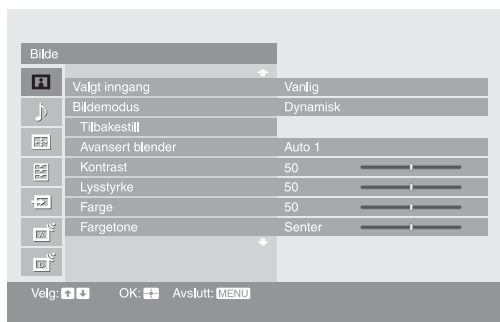 Bilde
Valgt inngang Vanlig
Bildemodus Dynamisk
Tilbakestill
Avansert blender Auto 1
Kontrast 50
Lysstyrke 50
Farge 50
Fargetone Senter
Velg: OK: Avslutt: MENU